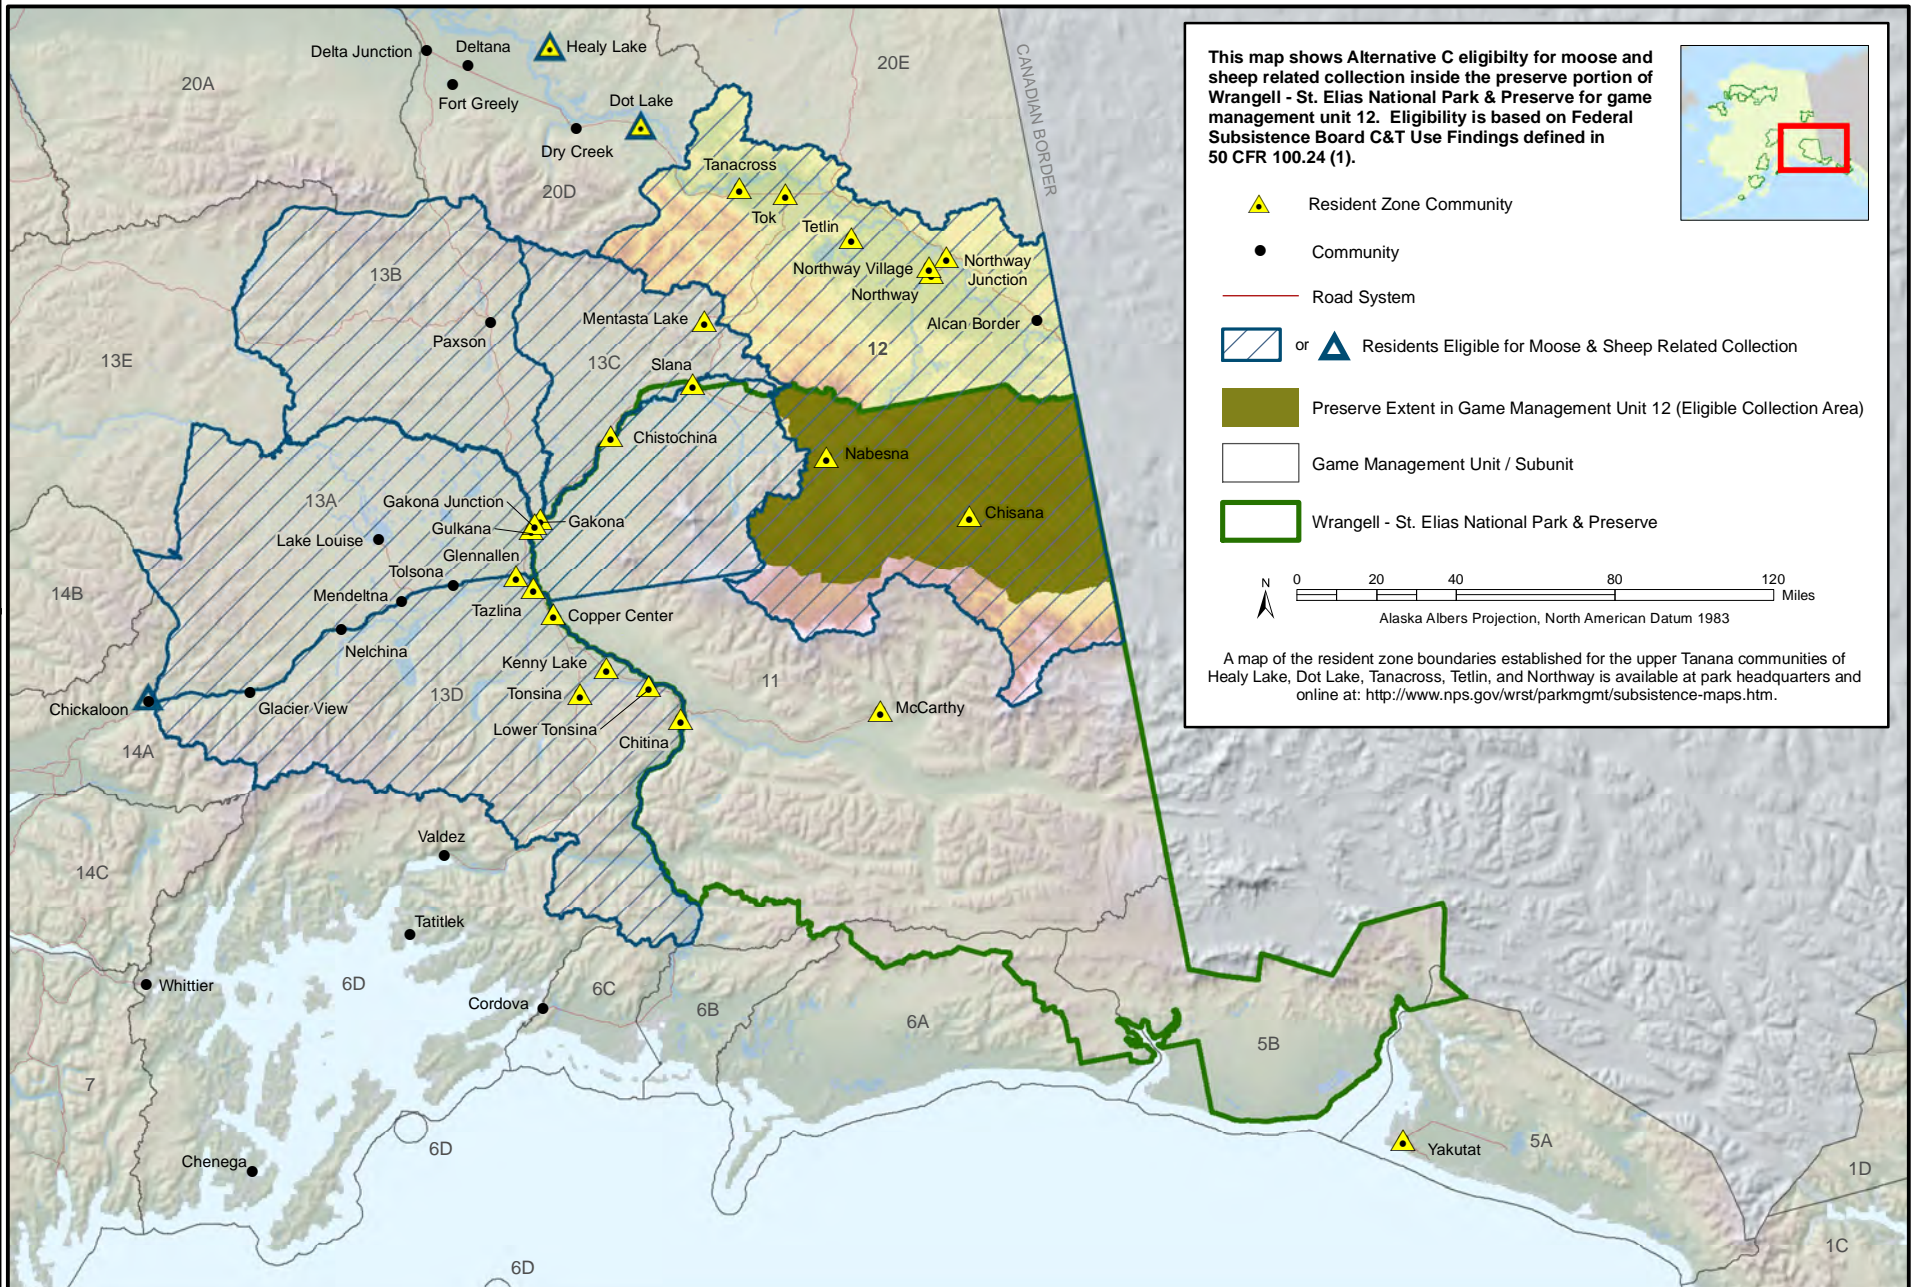 Delta Junction
Deltana
Healy Lake
Fort Greely
Dot Lake
Dry Creek
20A
20E
20D
CANADIAN BORDER
Tanacross
Tok
Tetlin
Northway Village
Northway
Northway
Junction
Alcan Border
13B
13E
Paxson
Mentasta Lake
13C
Slana
12
Chistochina
Nabesna
Chisana
13A
Gakona Junction
Gulkana
Gakona
Lake Louise
Glennallen
Tolsona
Mendeltna
Tazlina
Copper Center
14B
Nelchina
Kenny Lake
Tonsina
13D
11
Chickaloon
Glacier View
Lower Tonsina
Chitina
McCarthy
14A
Valdez
14C
Tatitlek
Whittier
6D
Cordova
6C
6B
6A
5B
7
Chenega
6D
6D
Yakutat
5A
1D
1C
This map shows Alternative C eligibilty for moose and
sheep related collection inside the preserve portion of
Wrangell - St. Elias National Park & Preserve for game
management unit 12.  Eligibility is based on Federal
Subsistence Board C&T Use Findings defined in
50 CFR 100.24 (1).
Resident Zone Community
Community
Road System
or
Residents Eligible for Moose & Sheep Related Collection
Preserve Extent in Game Management Unit 12 (Eligible Collection Area)
Game Management Unit / Subunit
Wrangell - St. Elias National Park & Preserve
N
0 20 40 80 120
Miles
Alaska Albers Projection, North American Datum 1983
A map of the resident zone boundaries established for the upper Tanana communities of
Healy Lake, Dot Lake, Tanacross, Tetlin, and Northway is available at park headquarters and
online at: http://www.nps.gov/wrst/parkmgmt/subsistence-maps.htm.